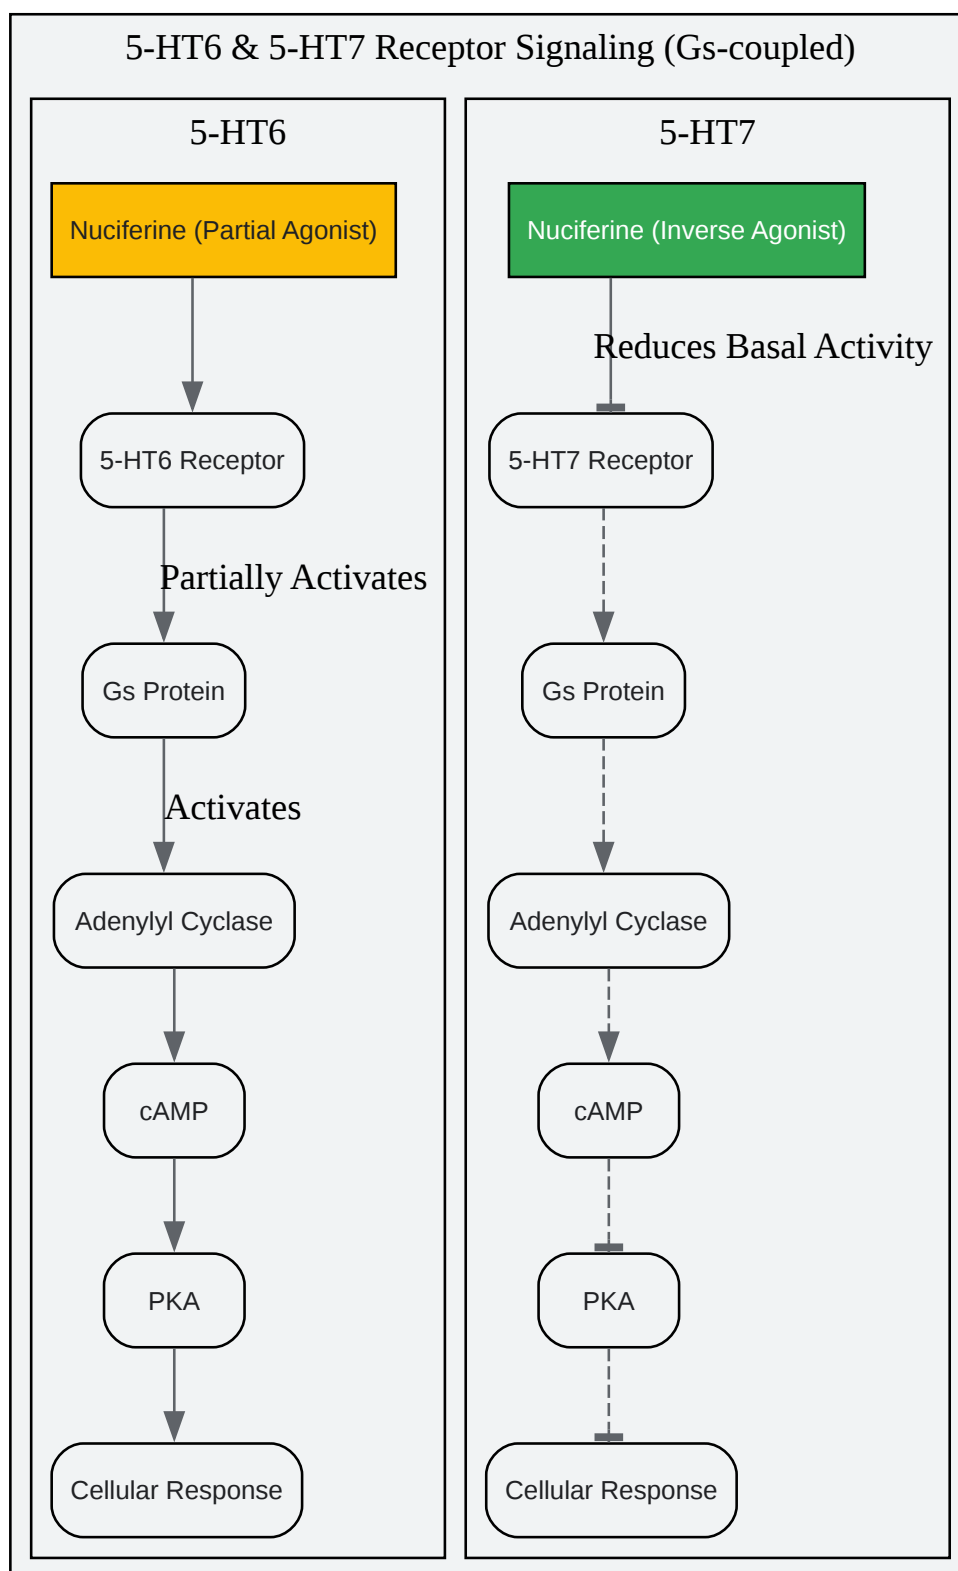 5-HT6 & 5-HT7 Receptor Signaling (Gs-coupled)
5-HT6
Nuciferine (Partial Agonist)
5-HT6 Receptor
Partially Activates
Gs Protein
Activates
Adenylyl Cyclase
cAMP
PKA
Cellular Response
5-HT7
Nuciferine (Inverse Agonist)
Reduces Basal Activity
5-HT7 Receptor
Gs Protein
Adenylyl Cyclase
cAMP
PKA
Cellular Response